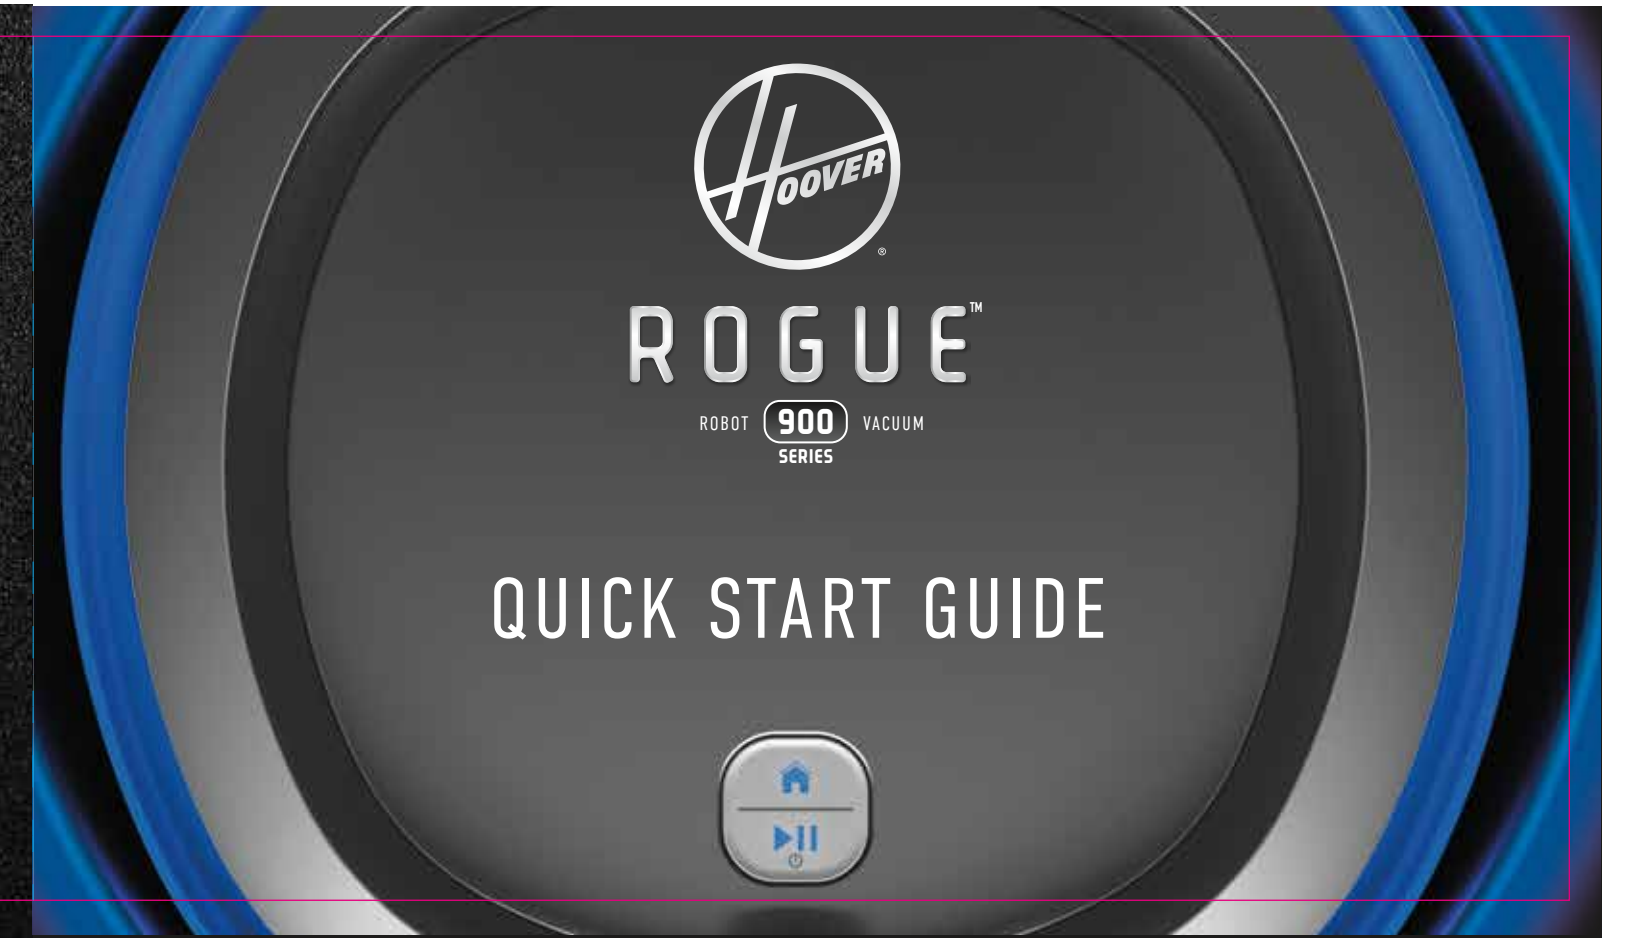 HOOVER
®
ROGUE™
ROBOT 900 VACUUM
SERIES
QUICK START GUIDE